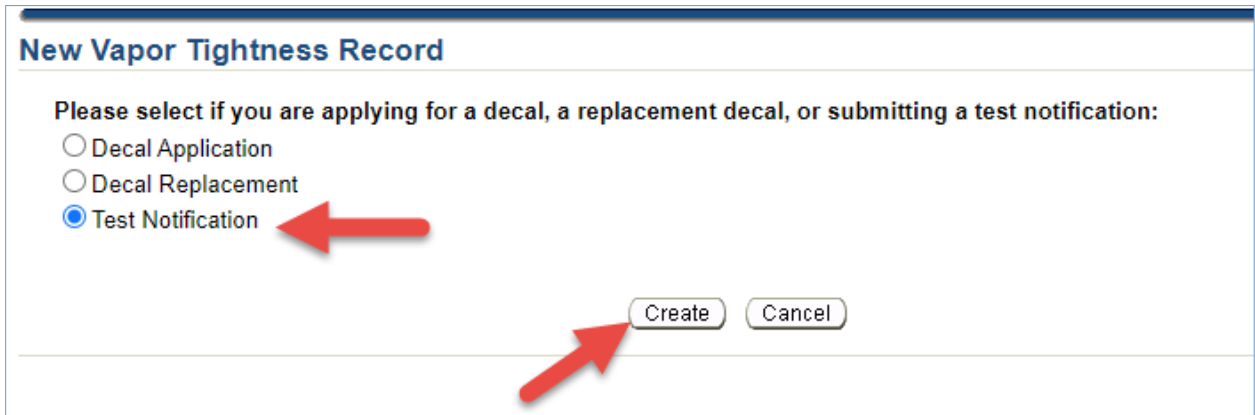 New Vapor Tightness Record
Please select if you are applying for a decal, a replacement decal, or submitting a test notification:
Decal Application
Decal Replacement
Test Notification
Create Cancel